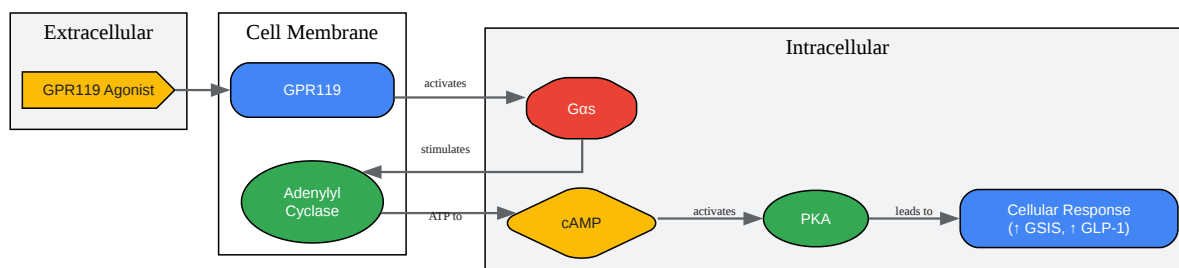 Extracellular
GPR119 Agonist
Cell Membrane
GPR119
activates
Intracellular
Gαs
stimulates
Adenylyl
Cyclase
ATP to
cAMP
activates
PKA
leads to
Cellular Response
(↑ GSIS, ↑ GLP-1)